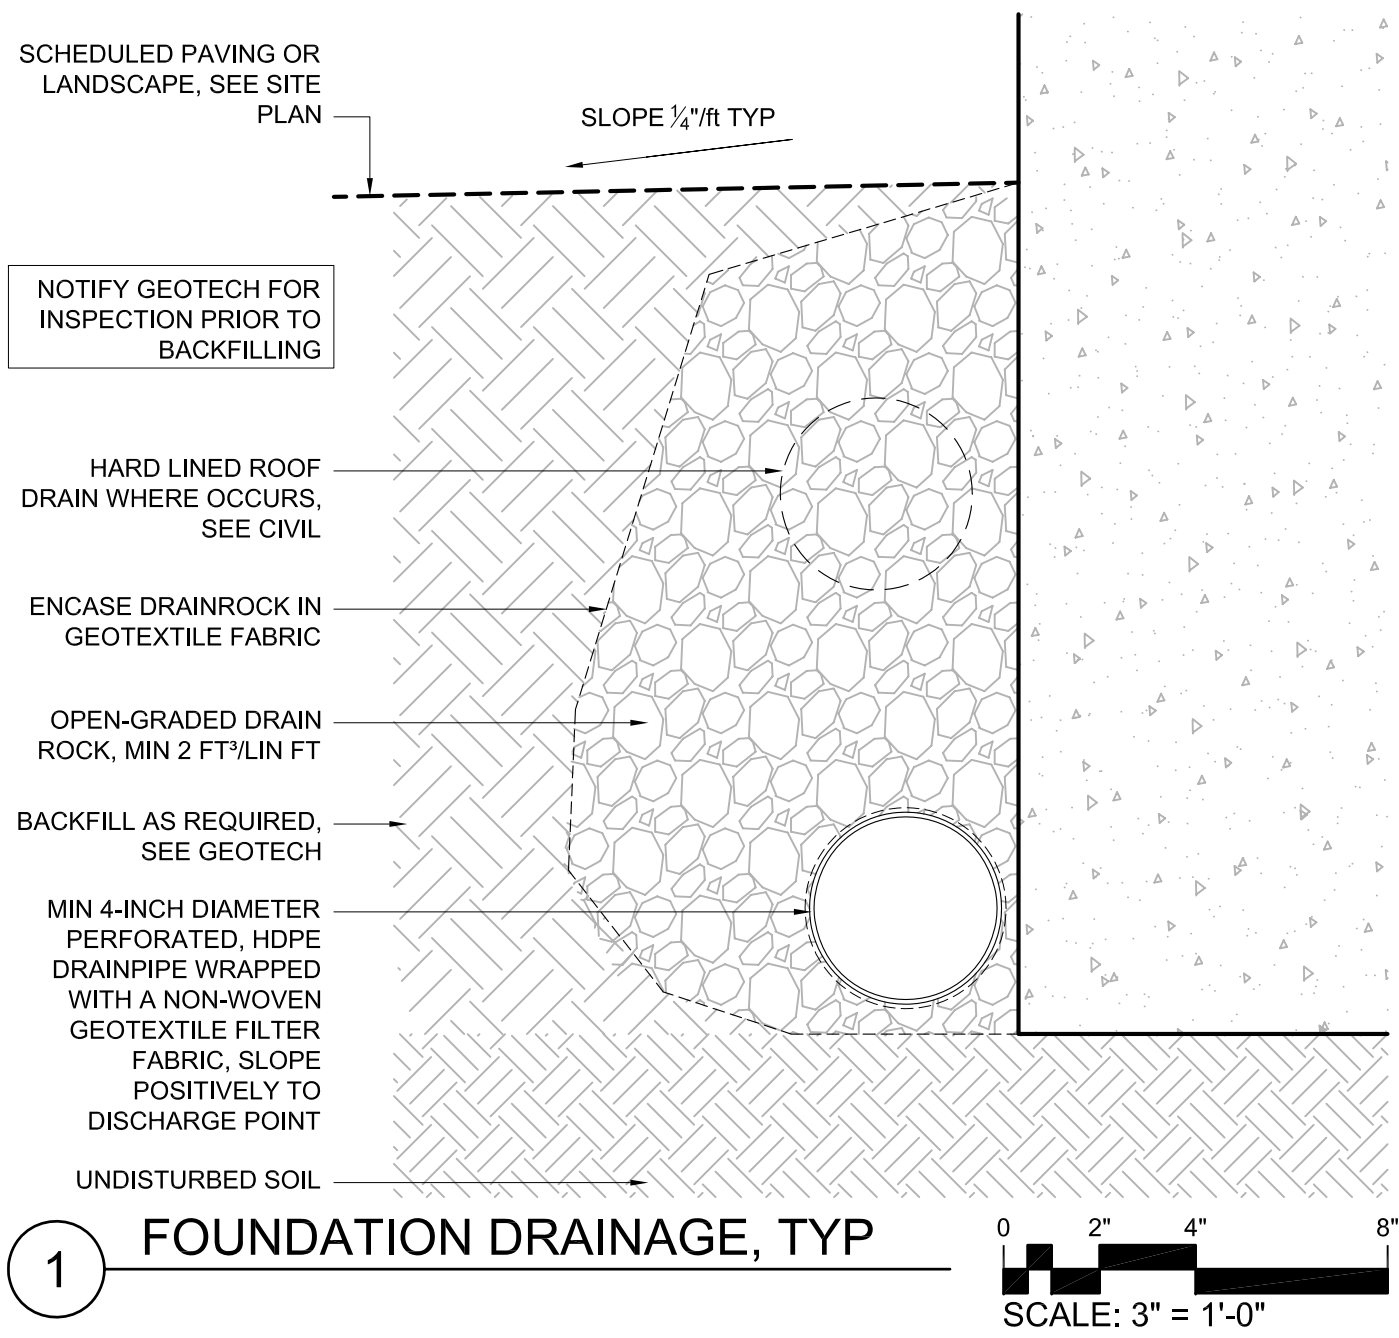 SCHEDULED PAVING OR
LANDSCAPE, SEE SITE
PLAN
SLOPE ¼"/ft TYP
NOTIFY GEOTECH FOR
INSPECTION PRIOR TO
BACKFILLING
HARD LINED ROOF
DRAIN WHERE OCCURS,
SEE CIVIL
ENCASE DRAINROCK IN
GEOTEXTILE FABRIC
OPEN-GRADED DRAIN
ROCK, MIN 2 FT³/LIN FT
BACKFILL AS REQUIRED,
SEE GEOTECH
MIN 4-INCH DIAMETER
PERFORATED, HDPE
DRAINPIPE WRAPPED
WITH A NON-WOVEN
GEOTEXTILE FILTER
FABRIC, SLOPE
POSITIVELY TO
DISCHARGE POINT
UNDISTURBED SOIL
1
FOUNDATION DRAINAGE, TYP
0 2" 4" 8"
SCALE: 3" = 1'-0"